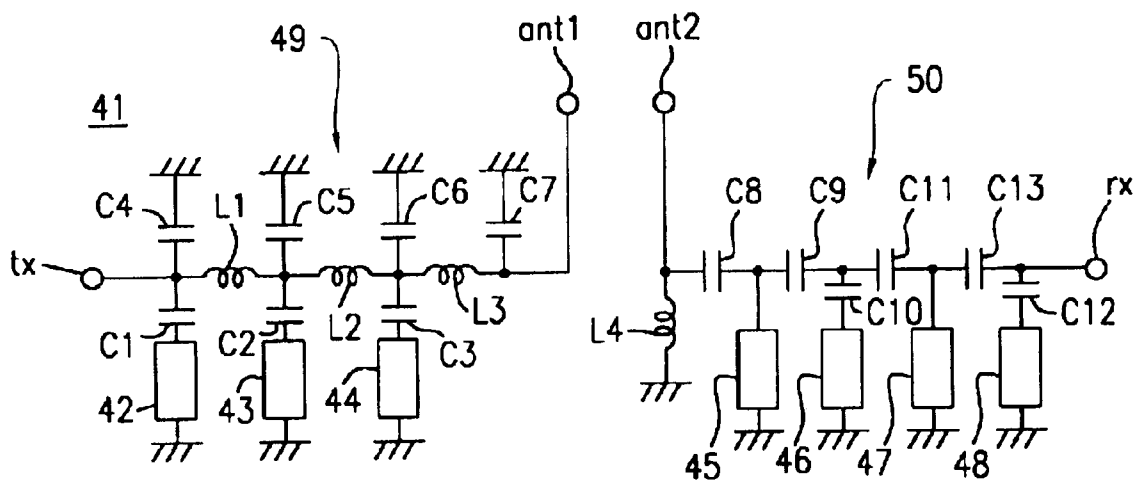 ant1 ant2
49
50
41
C4 L1 C5 C6 C7 C8 C9 C11 C13 rx
tx
C1 C2 L2 C3 L3 L4 C10 C12
42 43 44 45 46 47 48